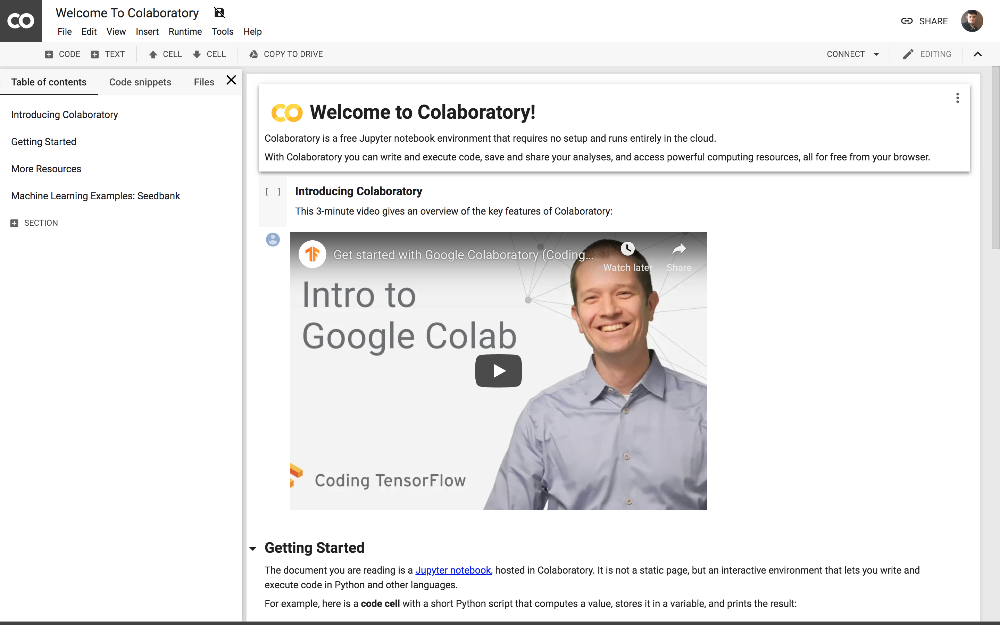 CO
Welcome To Colaboratory
File Edit View Insert Runtime Tools Help
SHARE
CODE TEXT CELL CELL COPY TO DRIVE
CONNECT EDITING
Table of contents Code snippets Files
Introducing Colaboratory
Getting Started
More Resources
Machine Learning Examples: Seedbank
SECTION
CO Welcome to Colaboratory!
Colaboratory is a free Jupyter notebook environment that requires no setup and runs entirely in the cloud.
With Colaboratory you can write and execute code, save and share your analyses, and access powerful computing resources, all for free from your browser.
[ ] Introducing Colaboratory
This 3-minute video gives an overview of the key features of Colaboratory:
Get started with Google Colaboratory (Coding...
Watch later Share
Intro to
Google Colab
Coding TensorFlow
Getting Started
The document you are reading is a Jupyter notebook, hosted in Colaboratory. It is not a static page, but an interactive environment that lets you write and
execute code in Python and other languages.
For example, here is a code cell with a short Python script that computes a value, stores it in a variable, and prints the result: